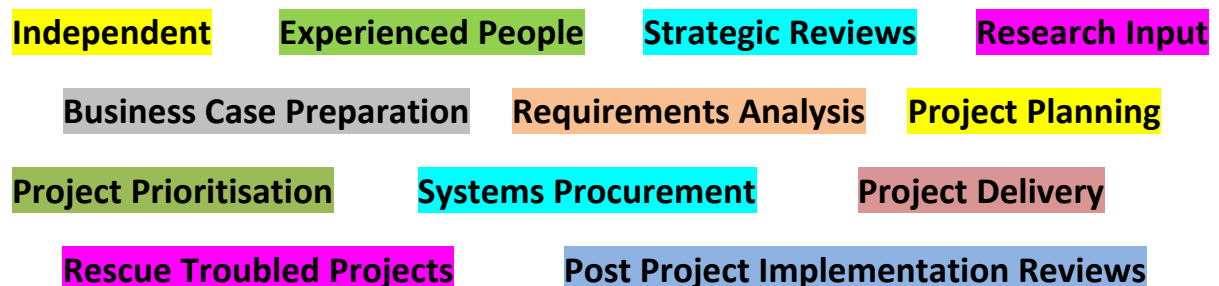 Independent Experienced People Strategic Reviews Research Input
Business Case Preparation Requirements Analysis Project Planning
Project Prioritisation Systems Procurement Project Delivery
Rescue Troubled Projects Post Project Implementation Reviews